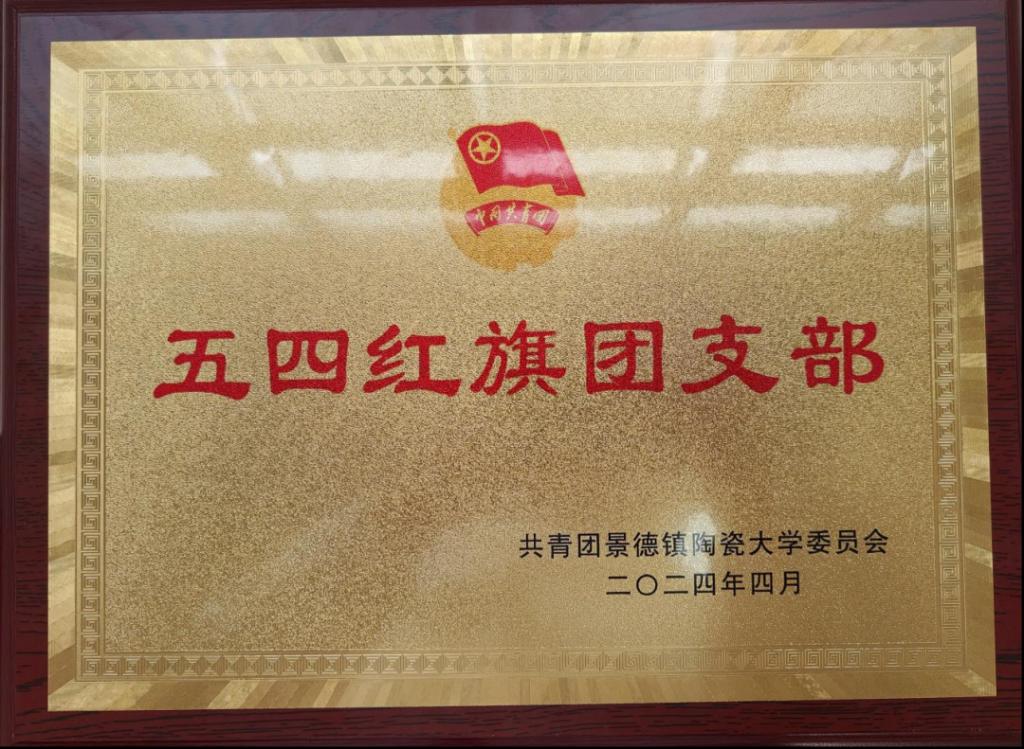 中国共青团
五四红旗团支部
共青团景德镇陶瓷大学委员会
二〇二四年四月